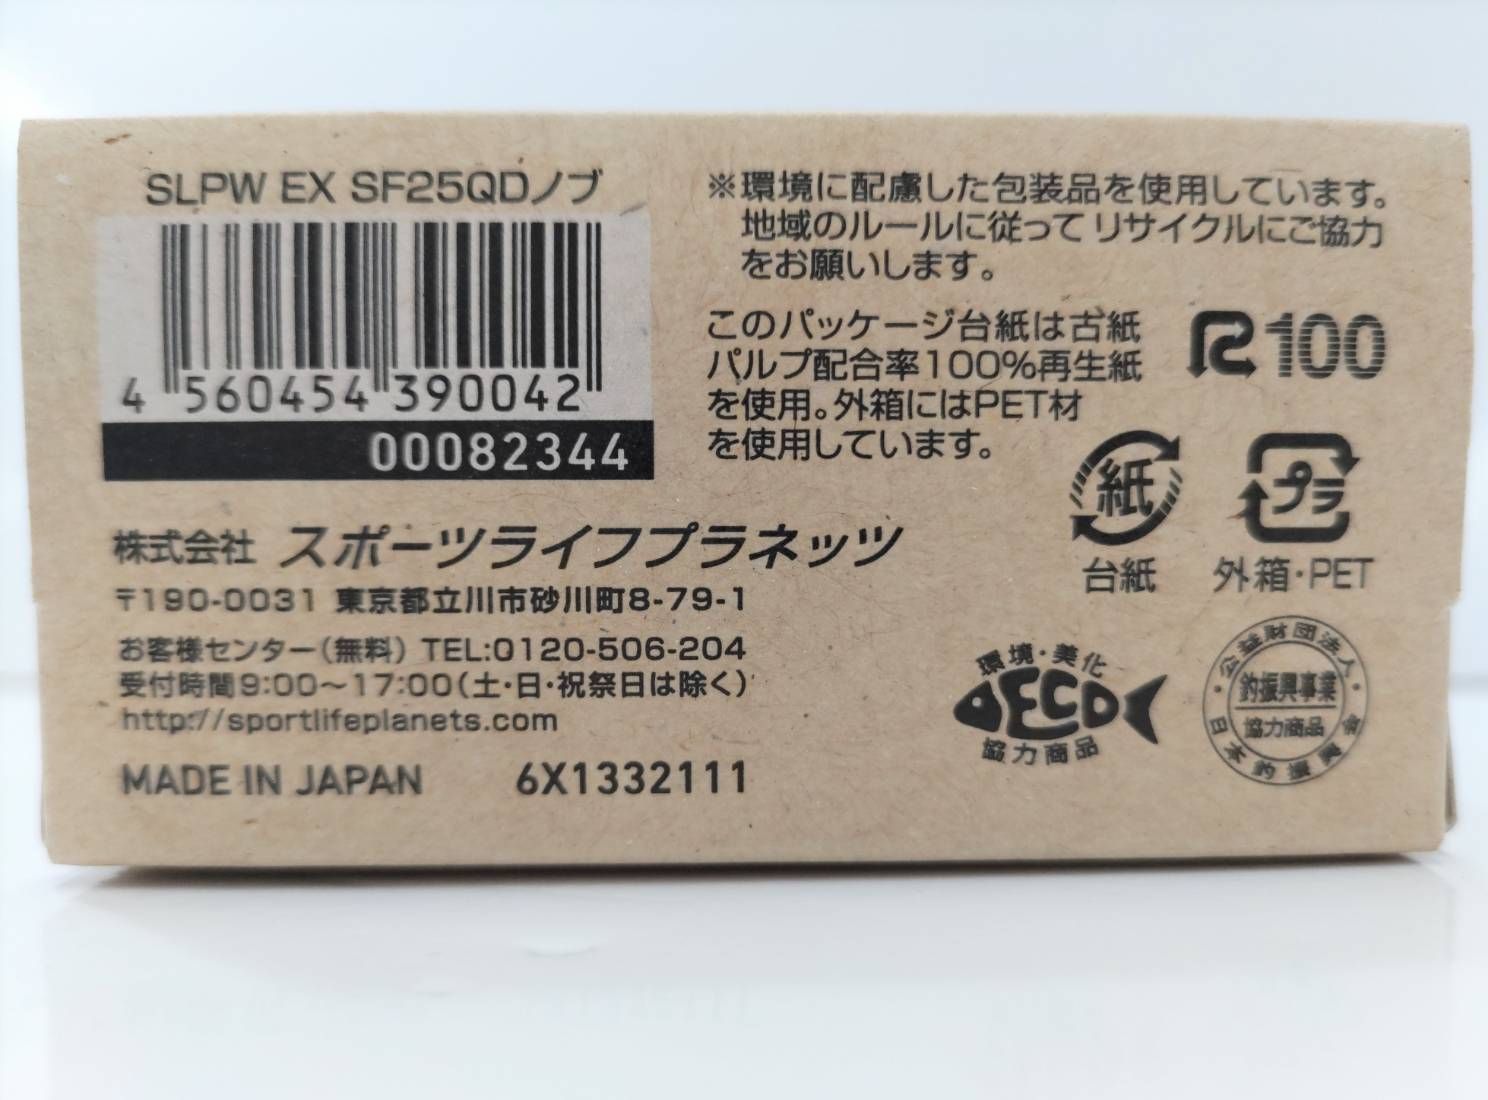 SLPW EX SF25QDノブ
4 560454 390042
00082344
※環境に配慮した包装品を使用しています。
地域のルールに従ってリサイクルにご協力
をお願いします。
このパッケージ台紙は古紙
パルプ配合率100%再生紙
を使用。外箱にはPET材
を使用しています。
R100
紙
台紙
プラ
外箱・PET
株式会社 スポーツライフプラネッツ
〒190-0031 東京都立川市砂川町8-79-1
お客様センター(無料) TEL:0120-506-204
受付時間9:00〜17:00(土・日・祝祭日は除く)
http://sportlifeplanets.com
MADE IN JAPAN 6X1332111
環境・美化
ECO
協力商品
公益財団法人
釣振興事業
協力商品
日本釣振興会